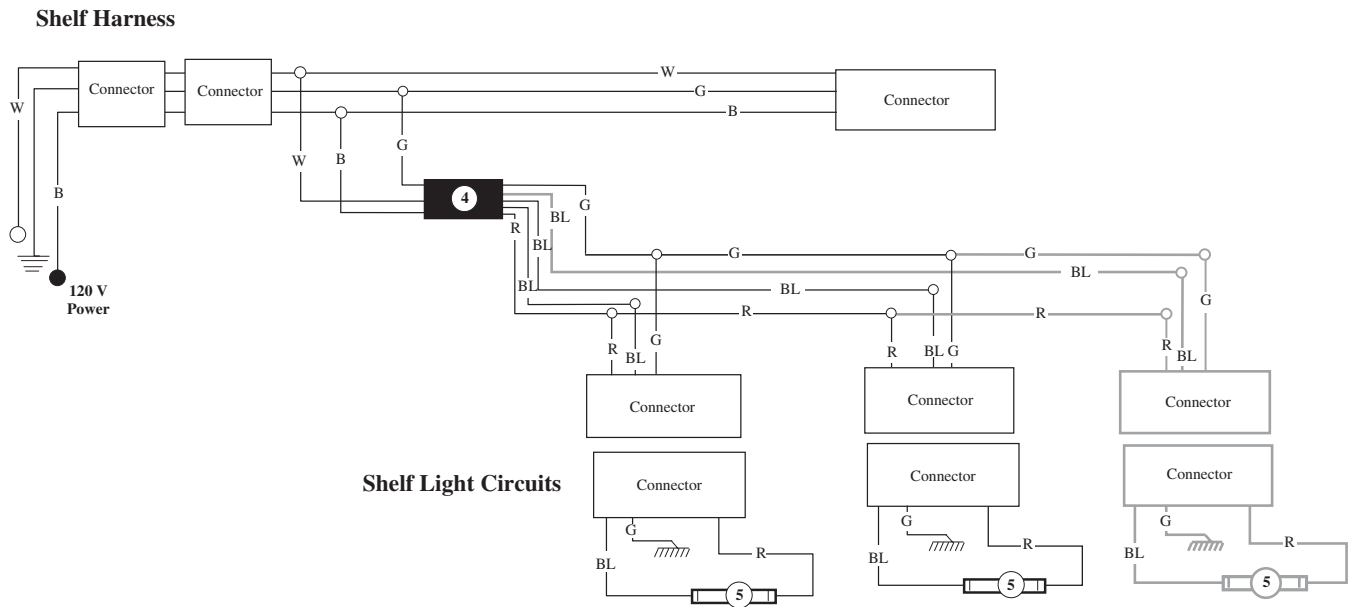 Shelf Harness
Connector
Connector
Connector
W
G
B
W
B
W
B
G
4
120 V
Power
R
BL
BL
BL
G
G
G
BL
BL
R
R
R
BL
G
R
BL
G
R
BL
G
Connector
Connector
Connector
Shelf Light Circuits
Connector
Connector
Connector
G
BL
R
5
G
BL
R
5
G
BL
R
5